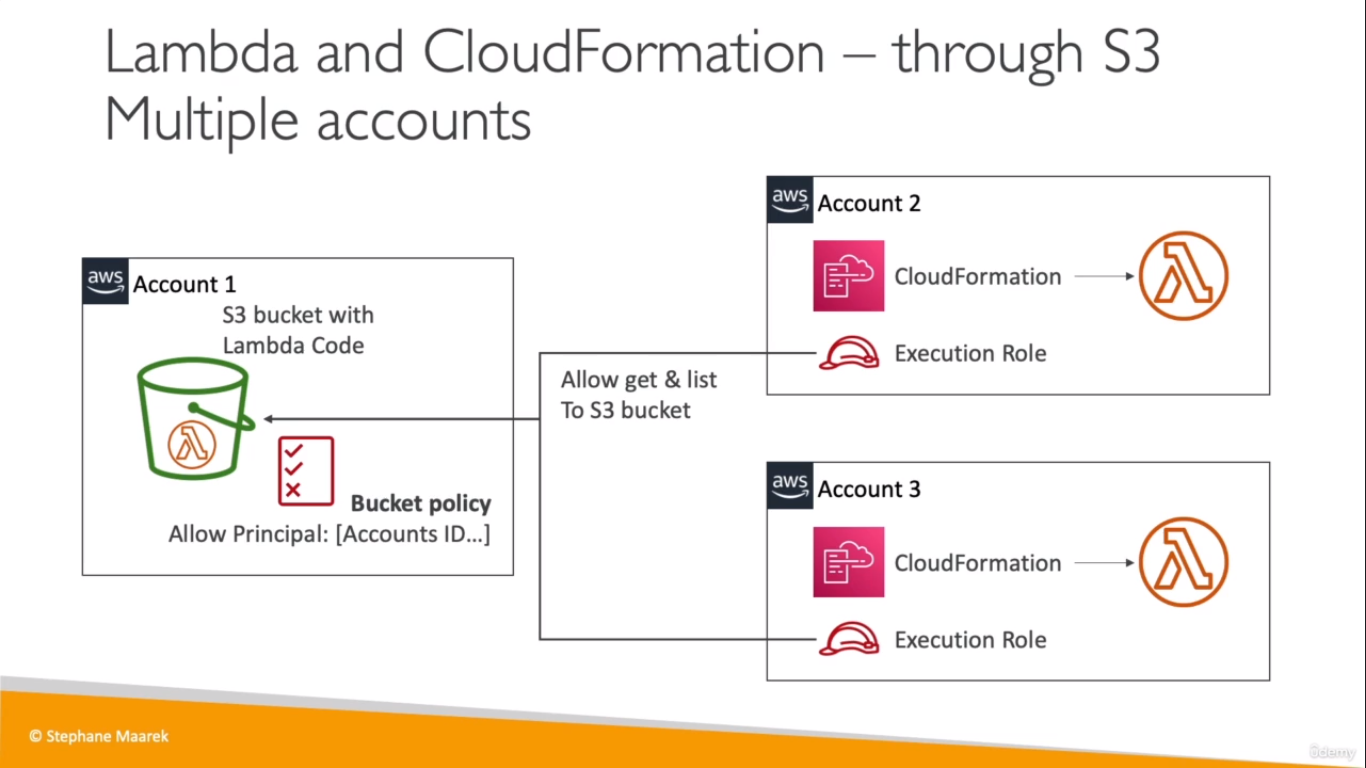 Lambda and CloudFormation – through S3
Multiple accounts
aws Account 1
S3 bucket with
Lambda Code
Bucket policy
Allow Principal: [Accounts ID...]
Allow get & list
To S3 bucket
aws Account 2
CloudFormation
Execution Role
aws Account 3
CloudFormation
Execution Role
© Stephane Maarek
ûdemy